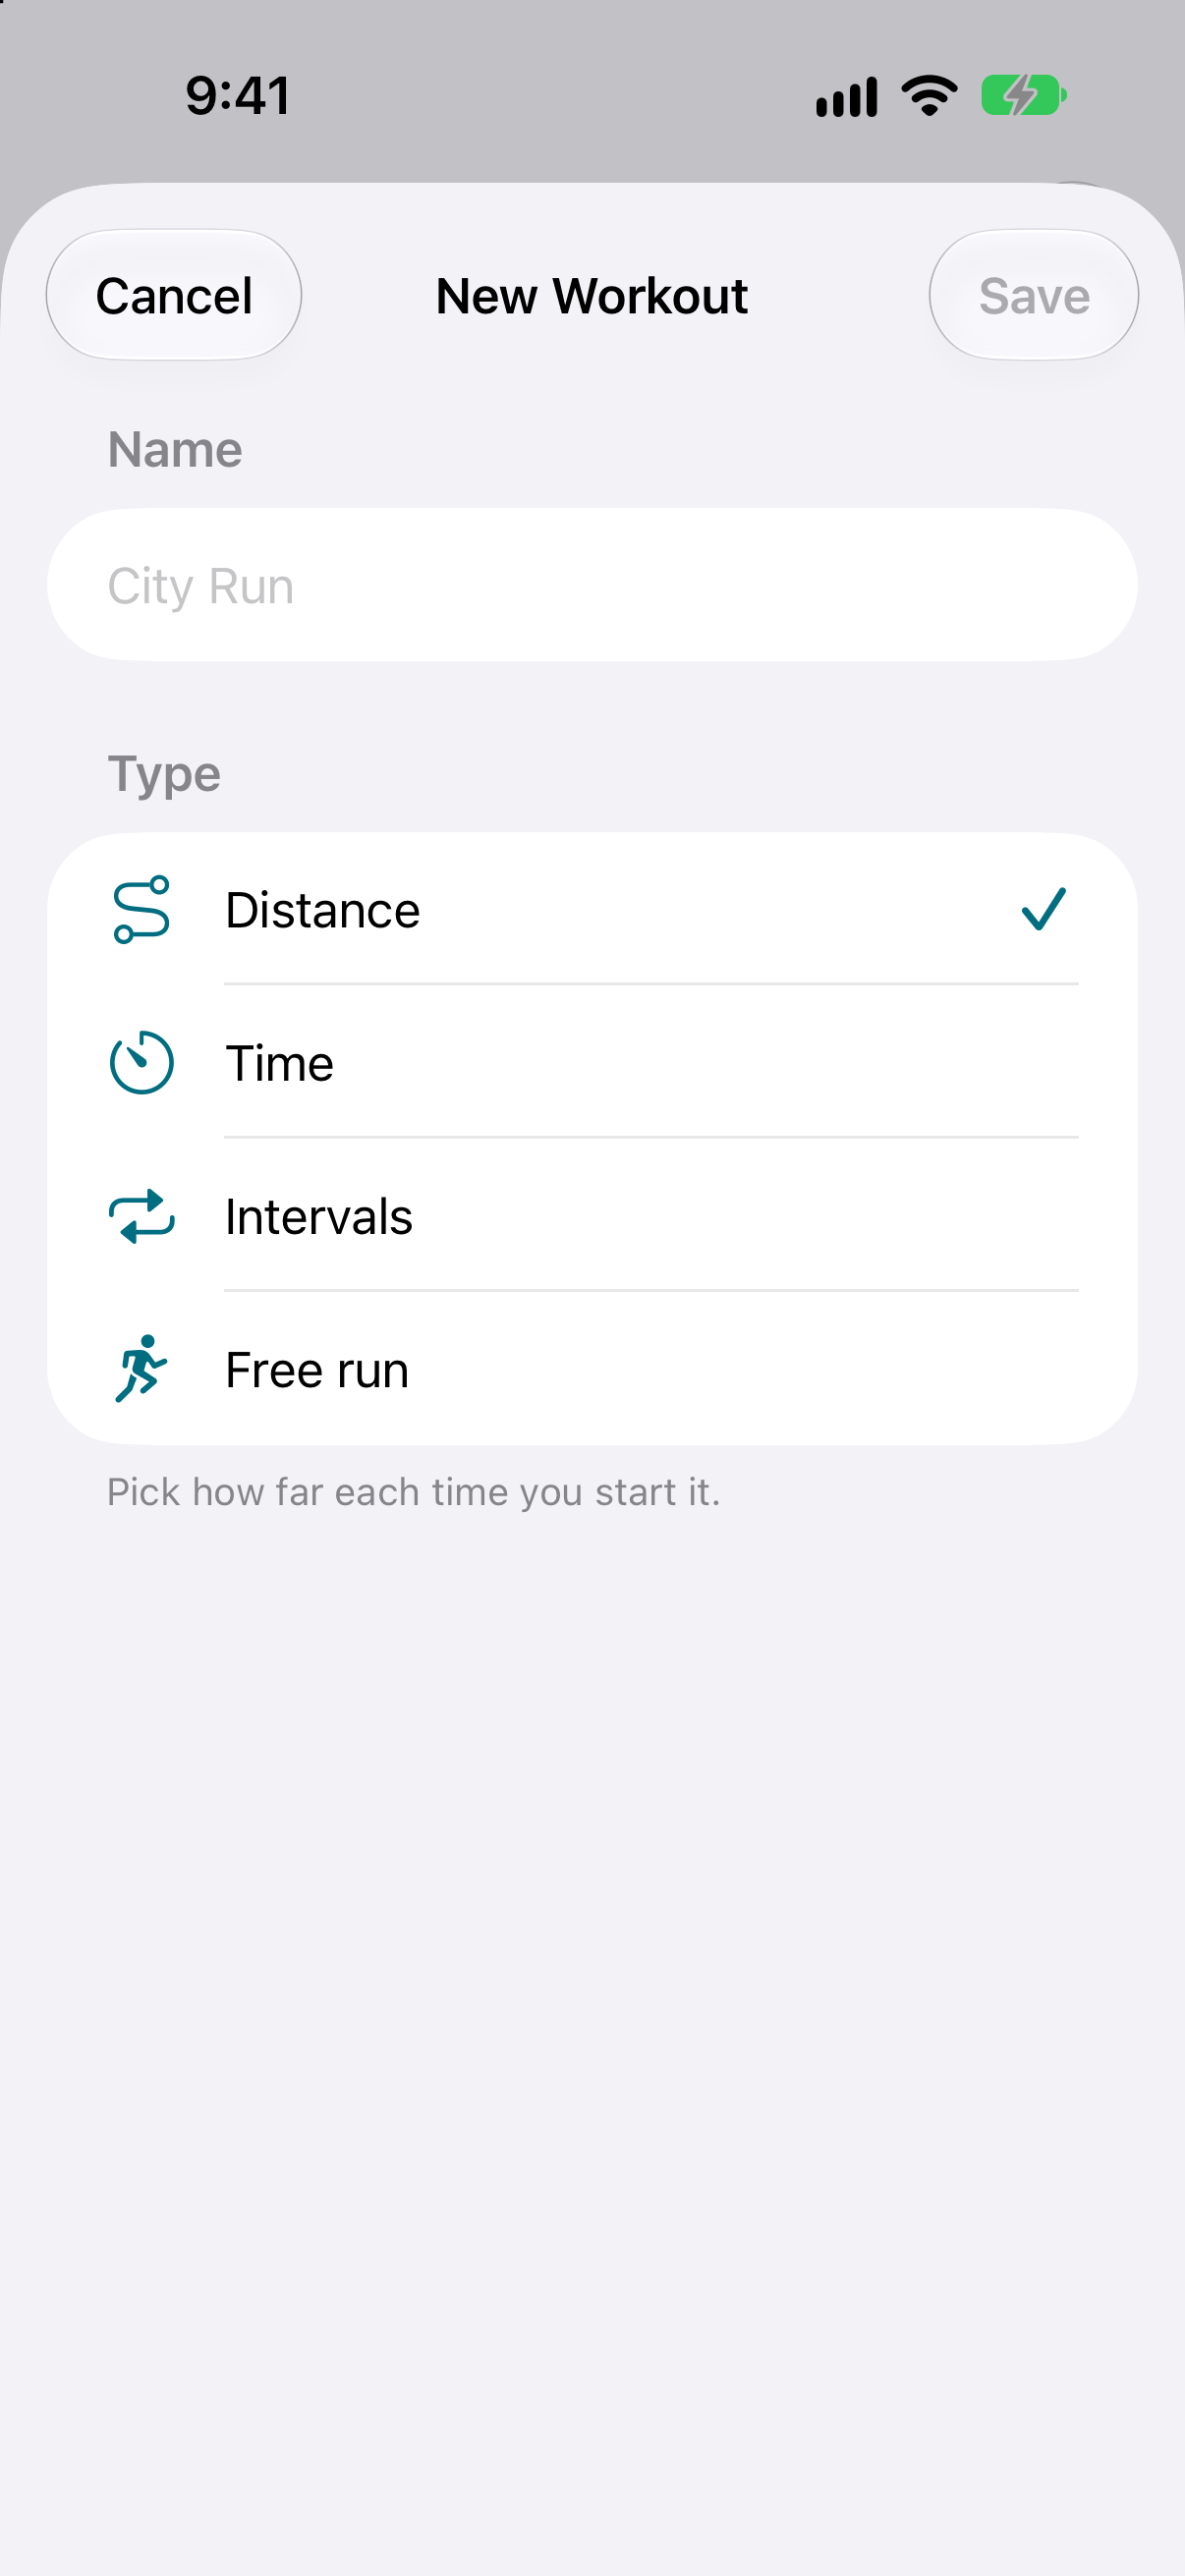 9:41
Cancel
New Workout
Save
Name
City Run
Type
Distance
Time
Intervals
Free run
Pick how far each time you start it.